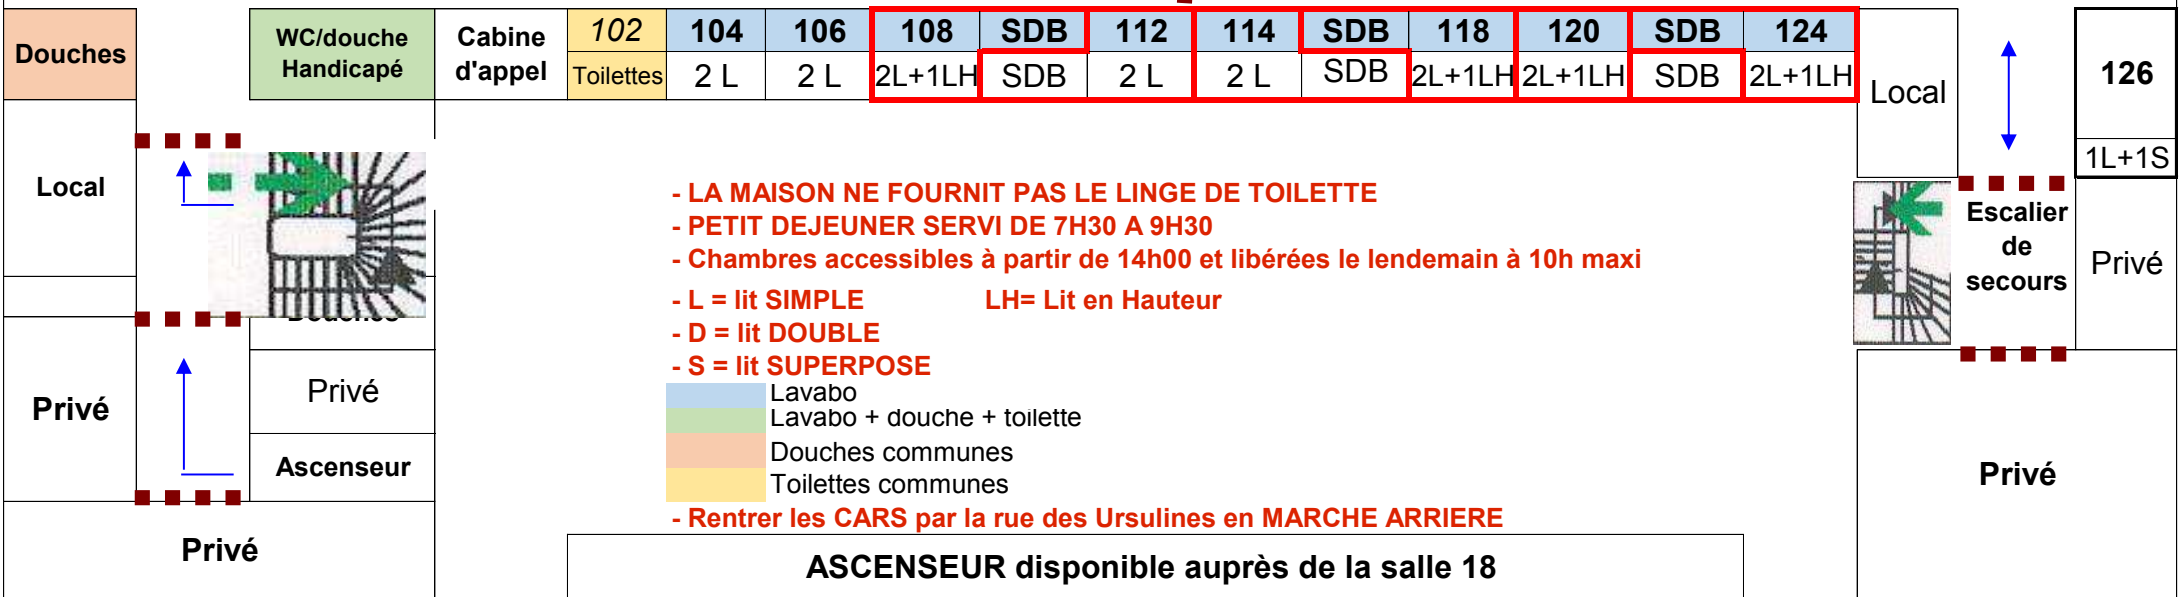 Douches
WC/douche
Handicapé
Cabine
d'appel
102 104 106 108 SDB 112 114 SDB 118 120 SDB 124
Toilettes 2 L 2 L 2L+1LH SDB 2 L 2 L SDB 2L+1LH 2L+1LH SDB 2L+1LH
Local
126
1L+1S
Local
- LA MAISON NE FOURNIT PAS LE LINGE DE TOILETTE
- PETIT DEJEUNER SERVI DE 7H30 A 9H30
- Chambres accessibles à partir de 14h00 et libérées le lendemain à 10h maxi
- L = lit SIMPLE LH= Lit en Hauteur
- D = lit DOUBLE
- S = lit SUPERPOSE
Escalier
de
secours
Privé
Douches
Privé
Privé
Ascenseur
Lavabo
Lavabo + douche + toilette
Douches communes
Toilettes communes
- Rentrer les CARS par la rue des Ursulines en MARCHE ARRIERE
Privé
Privé
ASCENSEUR disponible auprès de la salle 18